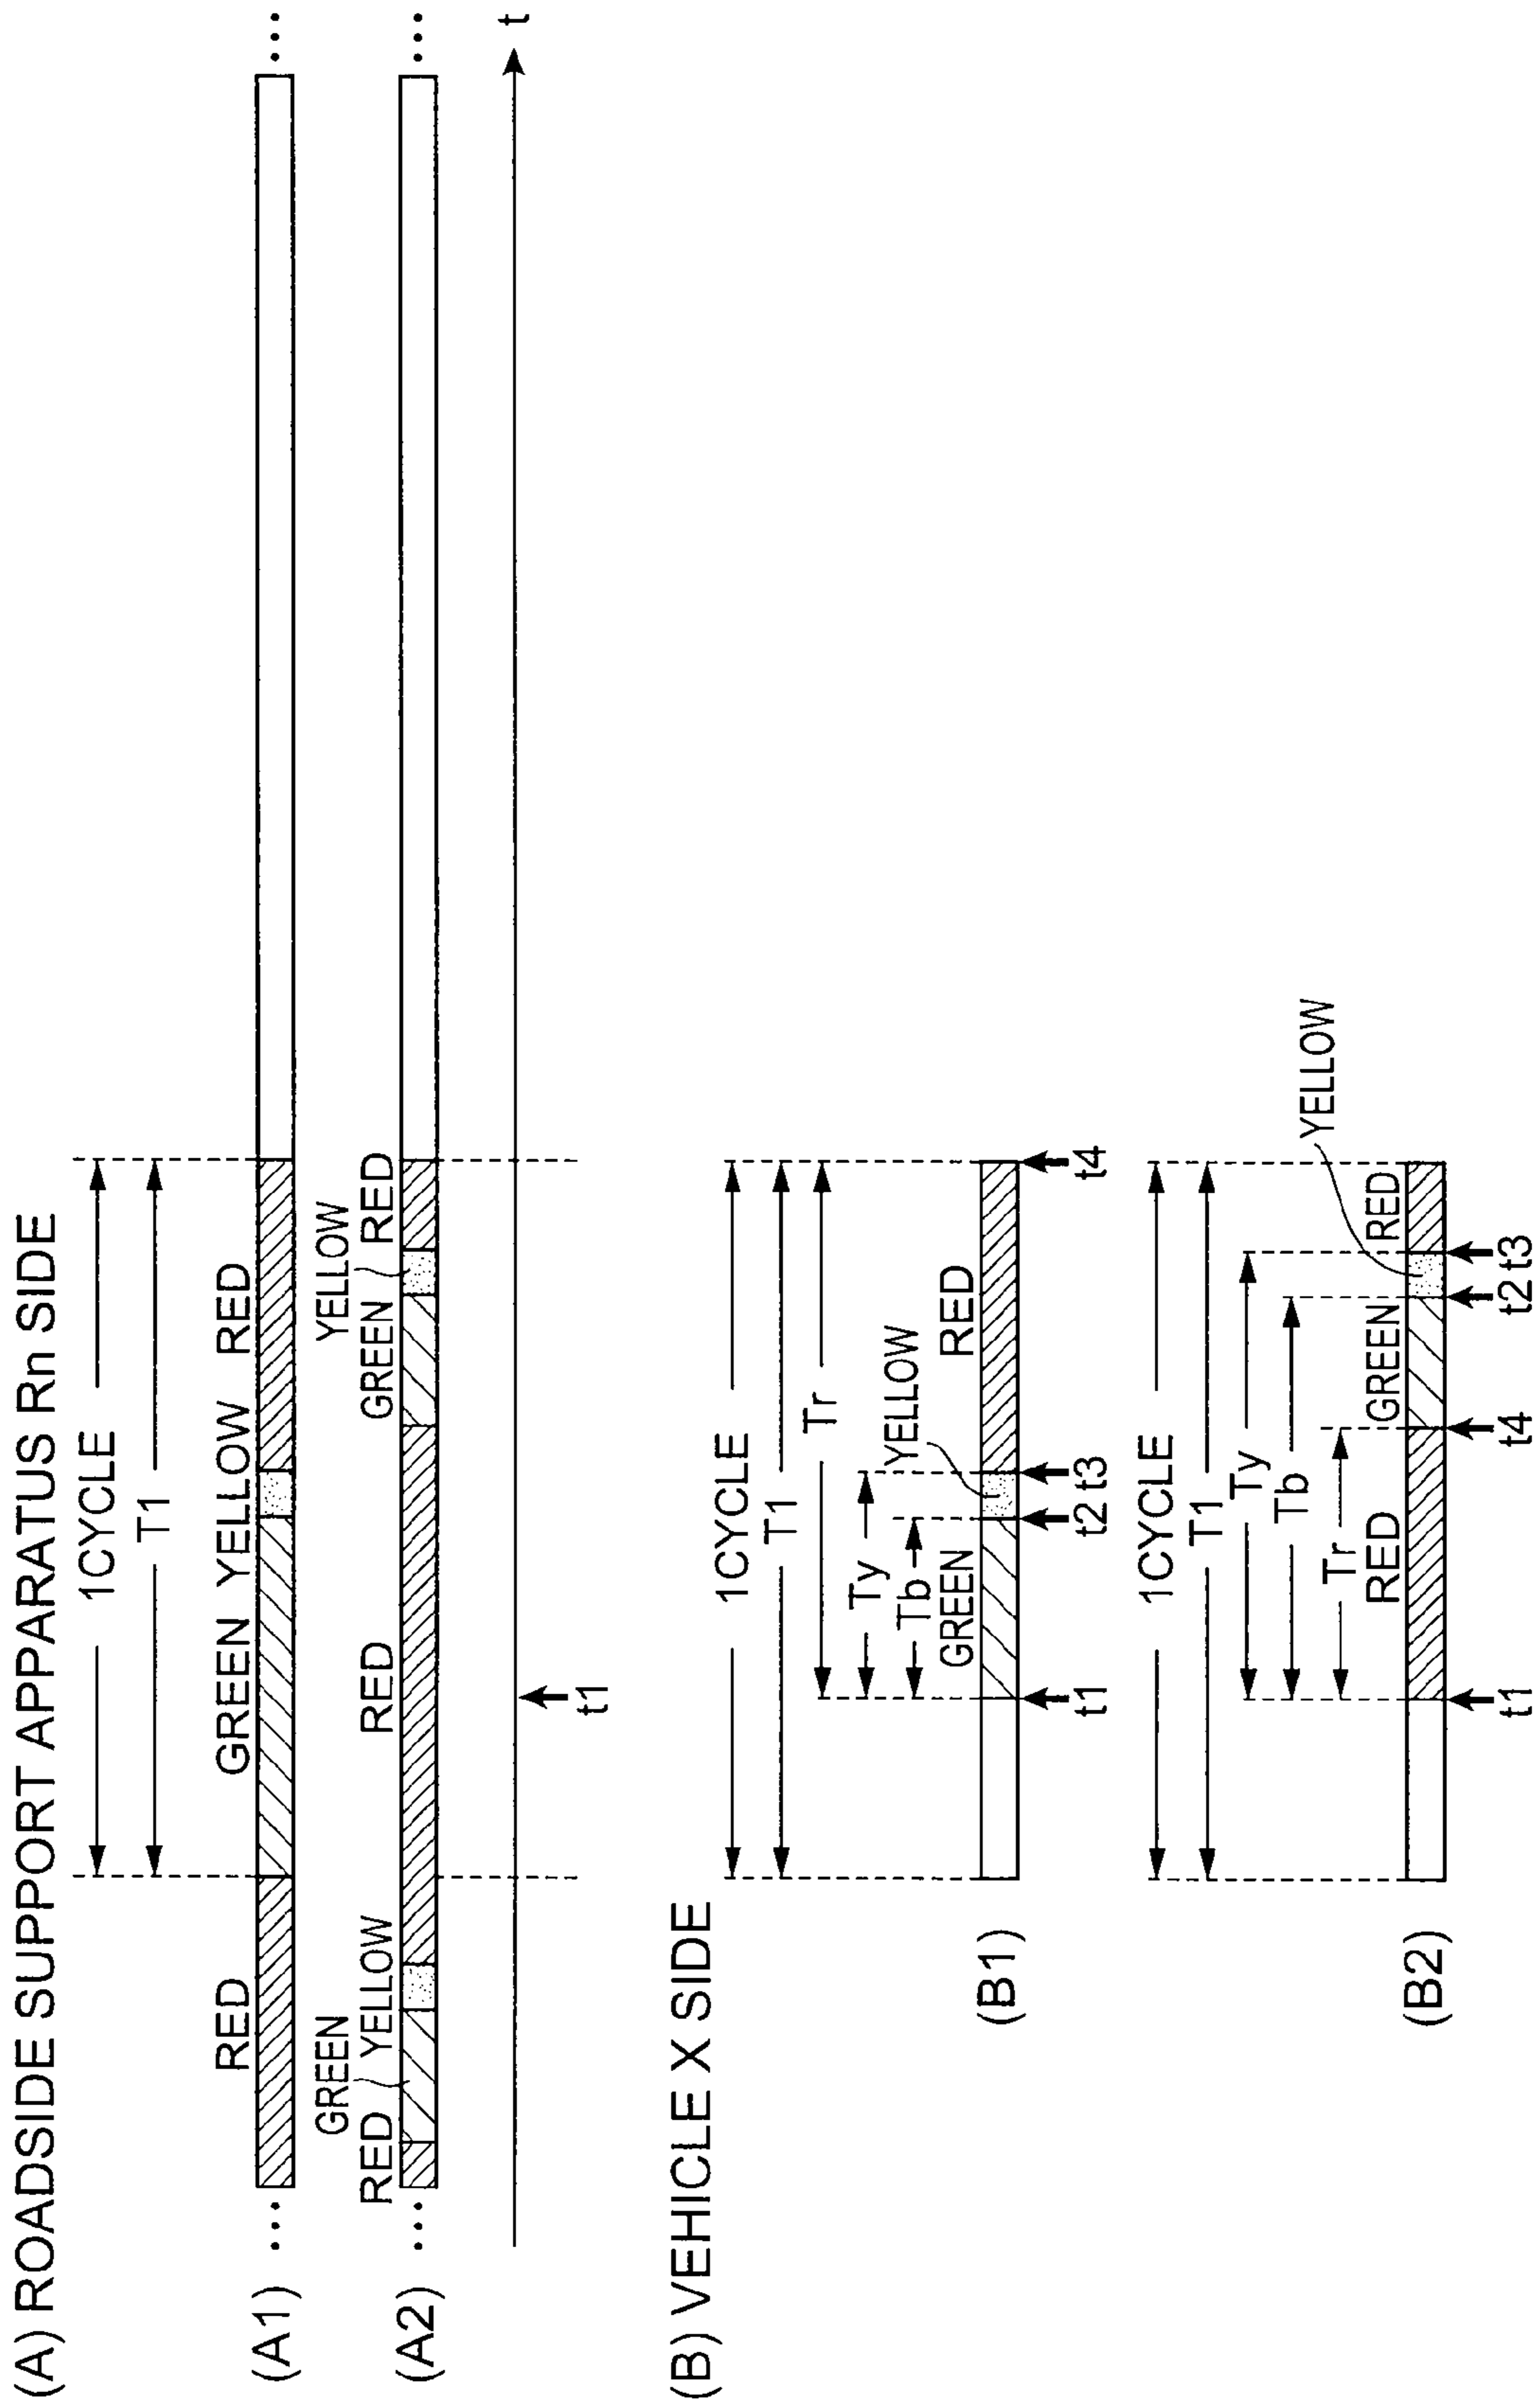 (A) ROADSIDE SUPPORT APPARATUS Rn SIDE
1CYCLE
T1
RED GREEN YELLOW RED
(A1) ... ...
GREEN YELLOW
RED YELLOW RED GREEN RED
(A2) ... ...
t
t1
(B) VEHICLE X SIDE
1CYCLE
T1
Tr
Ty
YELLOW
Tb
GREEN RED
(B1)
t1 t2 t3 t4
1CYCLE
T1
Ty
Tb
YELLOW
Tr
RED GREEN RED
(B2)
t1 t4 t2 t3